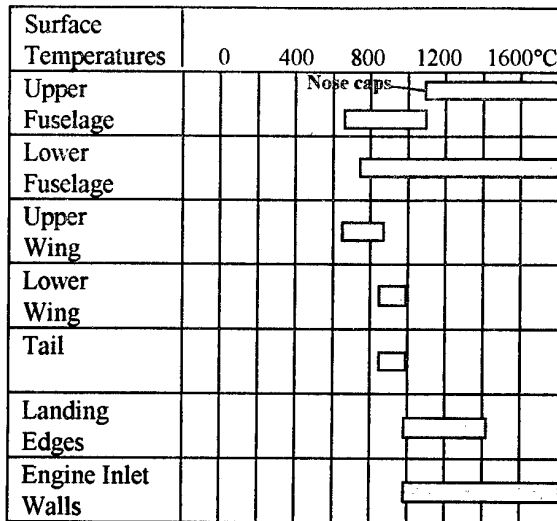 Surface
Temperatures 0 400 800 1200 1600°C
Upper
Fuselage
Nose caps
Lower
Fuselage
Upper
Wing
Lower
Wing
Tail
Landing
Edges
Engine Inlet
Walls